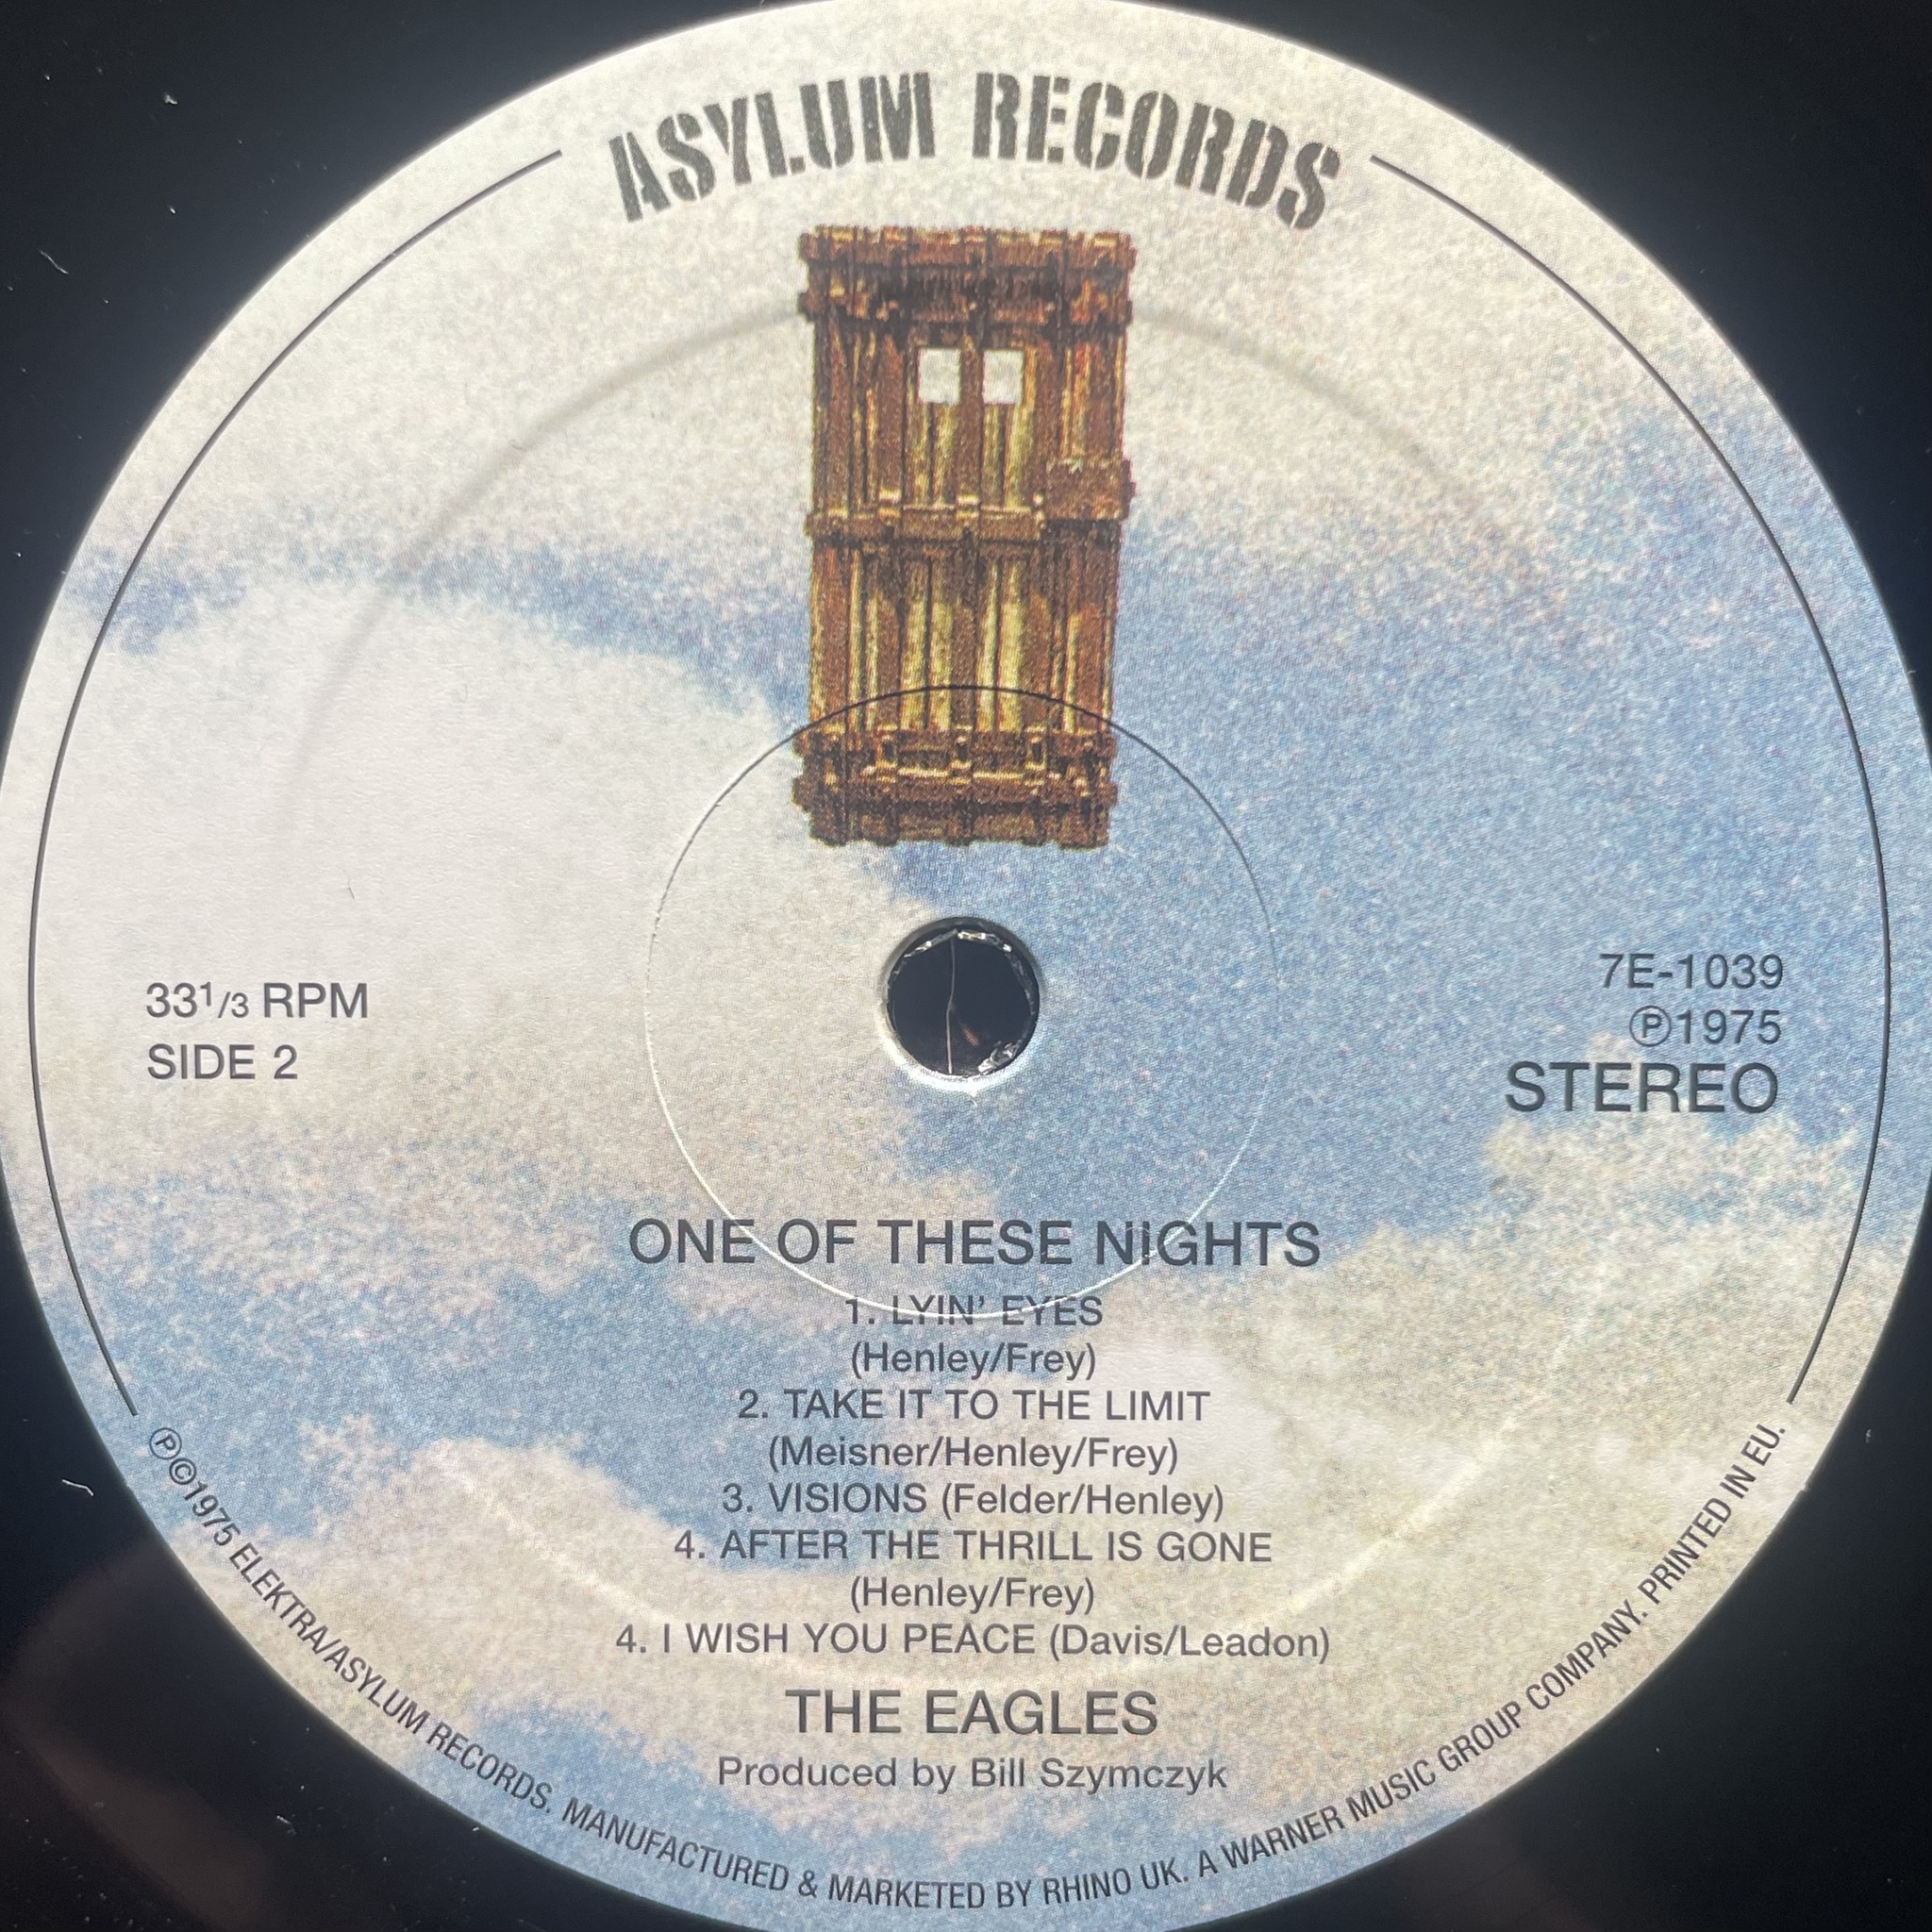 ASYLUM RECORDS
33 1/3 RPM
SIDE 2
7E-1039
℗1975
STEREO
ONE OF THESE NIGHTS
1. LYIN' EYES
(Henley/Frey)
2. TAKE IT TO THE LIMIT
(Meisner/Henley/Frey)
3. VISIONS (Felder/Henley)
4. AFTER THE THRILL IS GONE
(Henley/Frey)
4. I WISH YOU PEACE (Davis/Leadon)
THE EAGLES
Produced by Bill Szymczyk
℗©1975 ELEKTRA/ASYLUM RECORDS. MANUFACTURED & MARKETED BY RHINO UK. A WARNER MUSIC GROUP COMPANY. PRINTED IN EU.